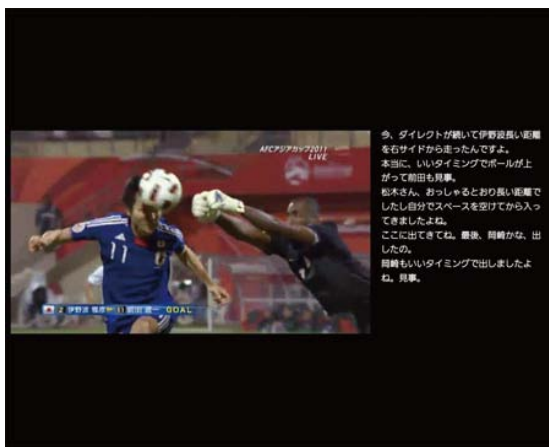 AFCアジアカップ2011
LIVE
今、ダイレクトが続いて伊野波長い距離
を右サイドから走ったんですよ。
本当に、いいタイミングでボールが上
がって前田も見事。
松木さん、おっしゃるとおり長い距離で
したし自分でスペースを空けてから入っ
てきましたよね。
ここに出てきてね。最後、岡崎かな、出
したの。
岡崎もいいタイミングで出しましたよ
ね。見事。
11
2 伊野波 雅彦 11 前田 遼一 GOAL